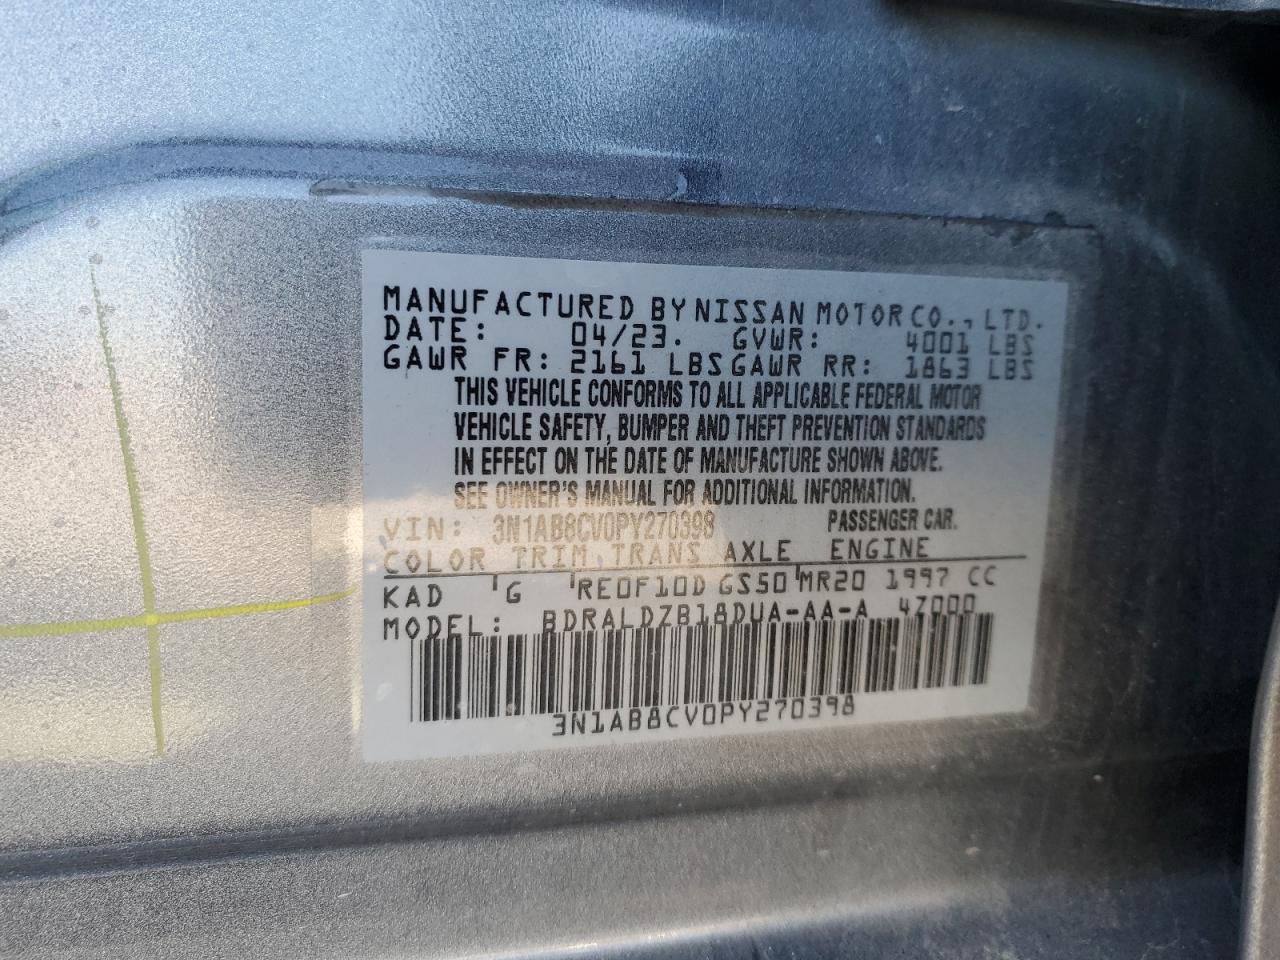 MANUFACTURED BY NISSAN MOTOR CO., LTD.
DATE: 04/23. GVWR: 4001 LBS
GAWR FR: 2161 LBS GAWR RR: 1863 LBS
THIS VEHICLE CONFORMS TO ALL APPLICABLE FEDERAL MOTOR
VEHICLE SAFETY, BUMPER AND THEFT PREVENTION STANDARDS
IN EFFECT ON THE DATE OF MANUFACTURE SHOWN ABOVE.
SEE OWNER'S MANUAL FOR ADDITIONAL INFORMATION.
VIN: 3N1AB8CV0PY270398 PASSENGER CAR.
COLOR TRIM TRANS AXLE ENGINE
KAD G RE0F10D GS50 MR20 1997 CC
MODEL: BDRALDZB18DUA-AA-A 47000
3N1AB8CV0PY270398